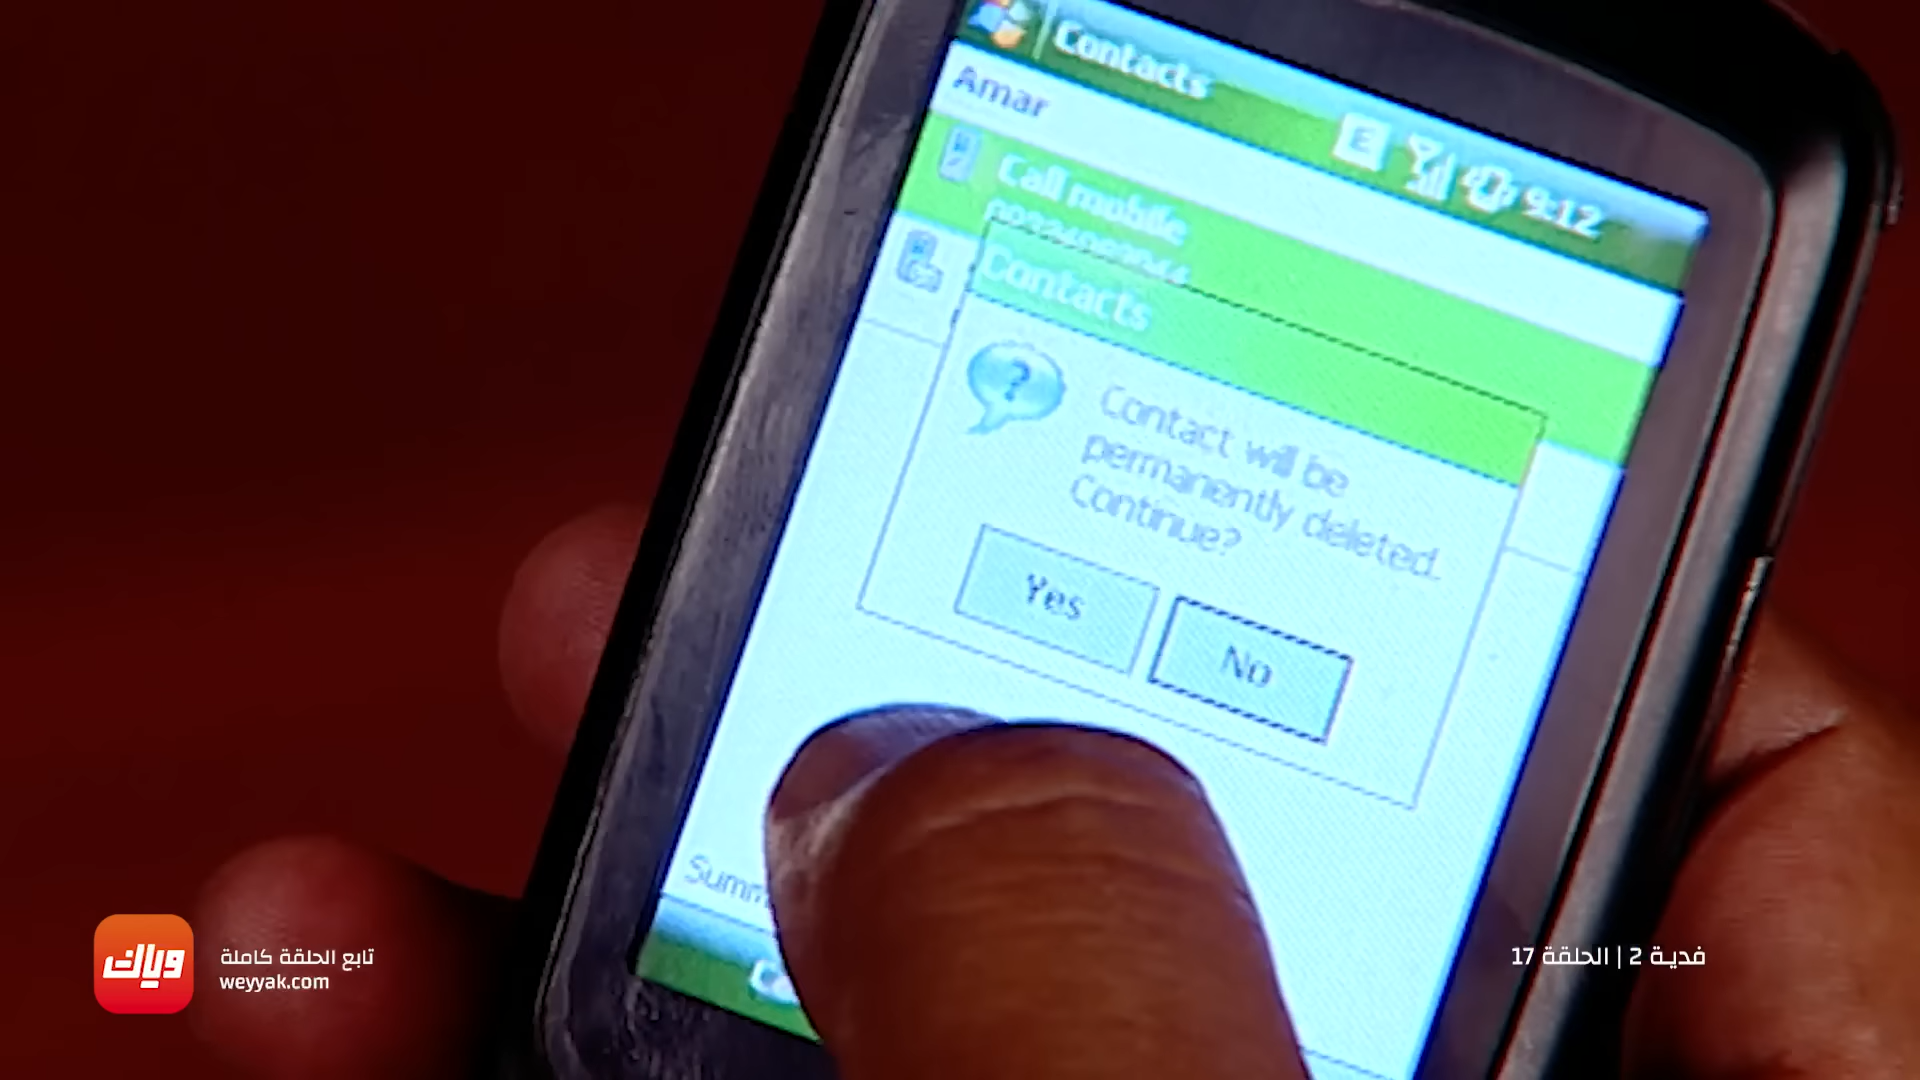 Contacts
E
9:12
Amar
Call mobile
Contacts
Contact will be
permanently deleted.
Continue?
Yes
No
وياك
تابع الحلقة كاملة
weyyak.com
فدية 2 | الحلقة 17